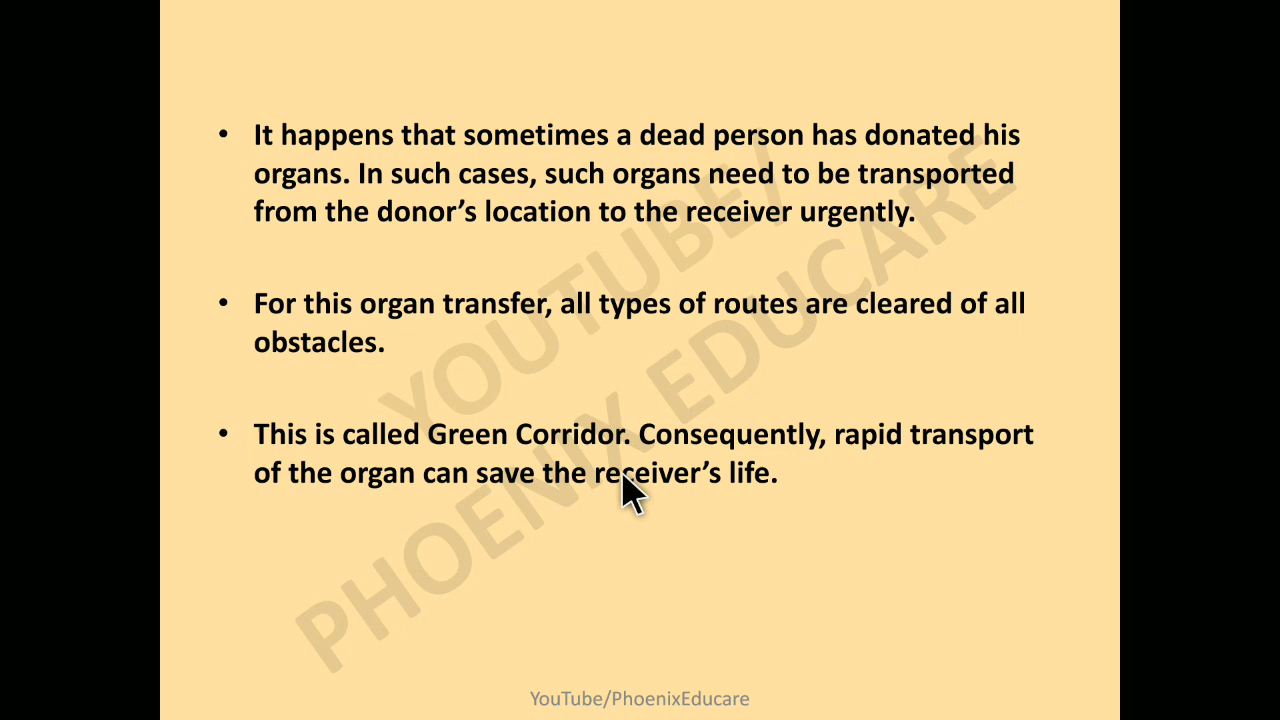 • It happens that sometimes a dead person has donated his
organs. In such cases, such organs need to be transported
from the donor’s location to the receiver urgently.
• For this organ transfer, all types of routes are cleared of all
obstacles.
• This is called Green Corridor. Consequently, rapid transport
of the organ can save the receiver’s life.
YOUTUBE/
PHOENIX EDUCARE
YouTube/PhoenixEducare